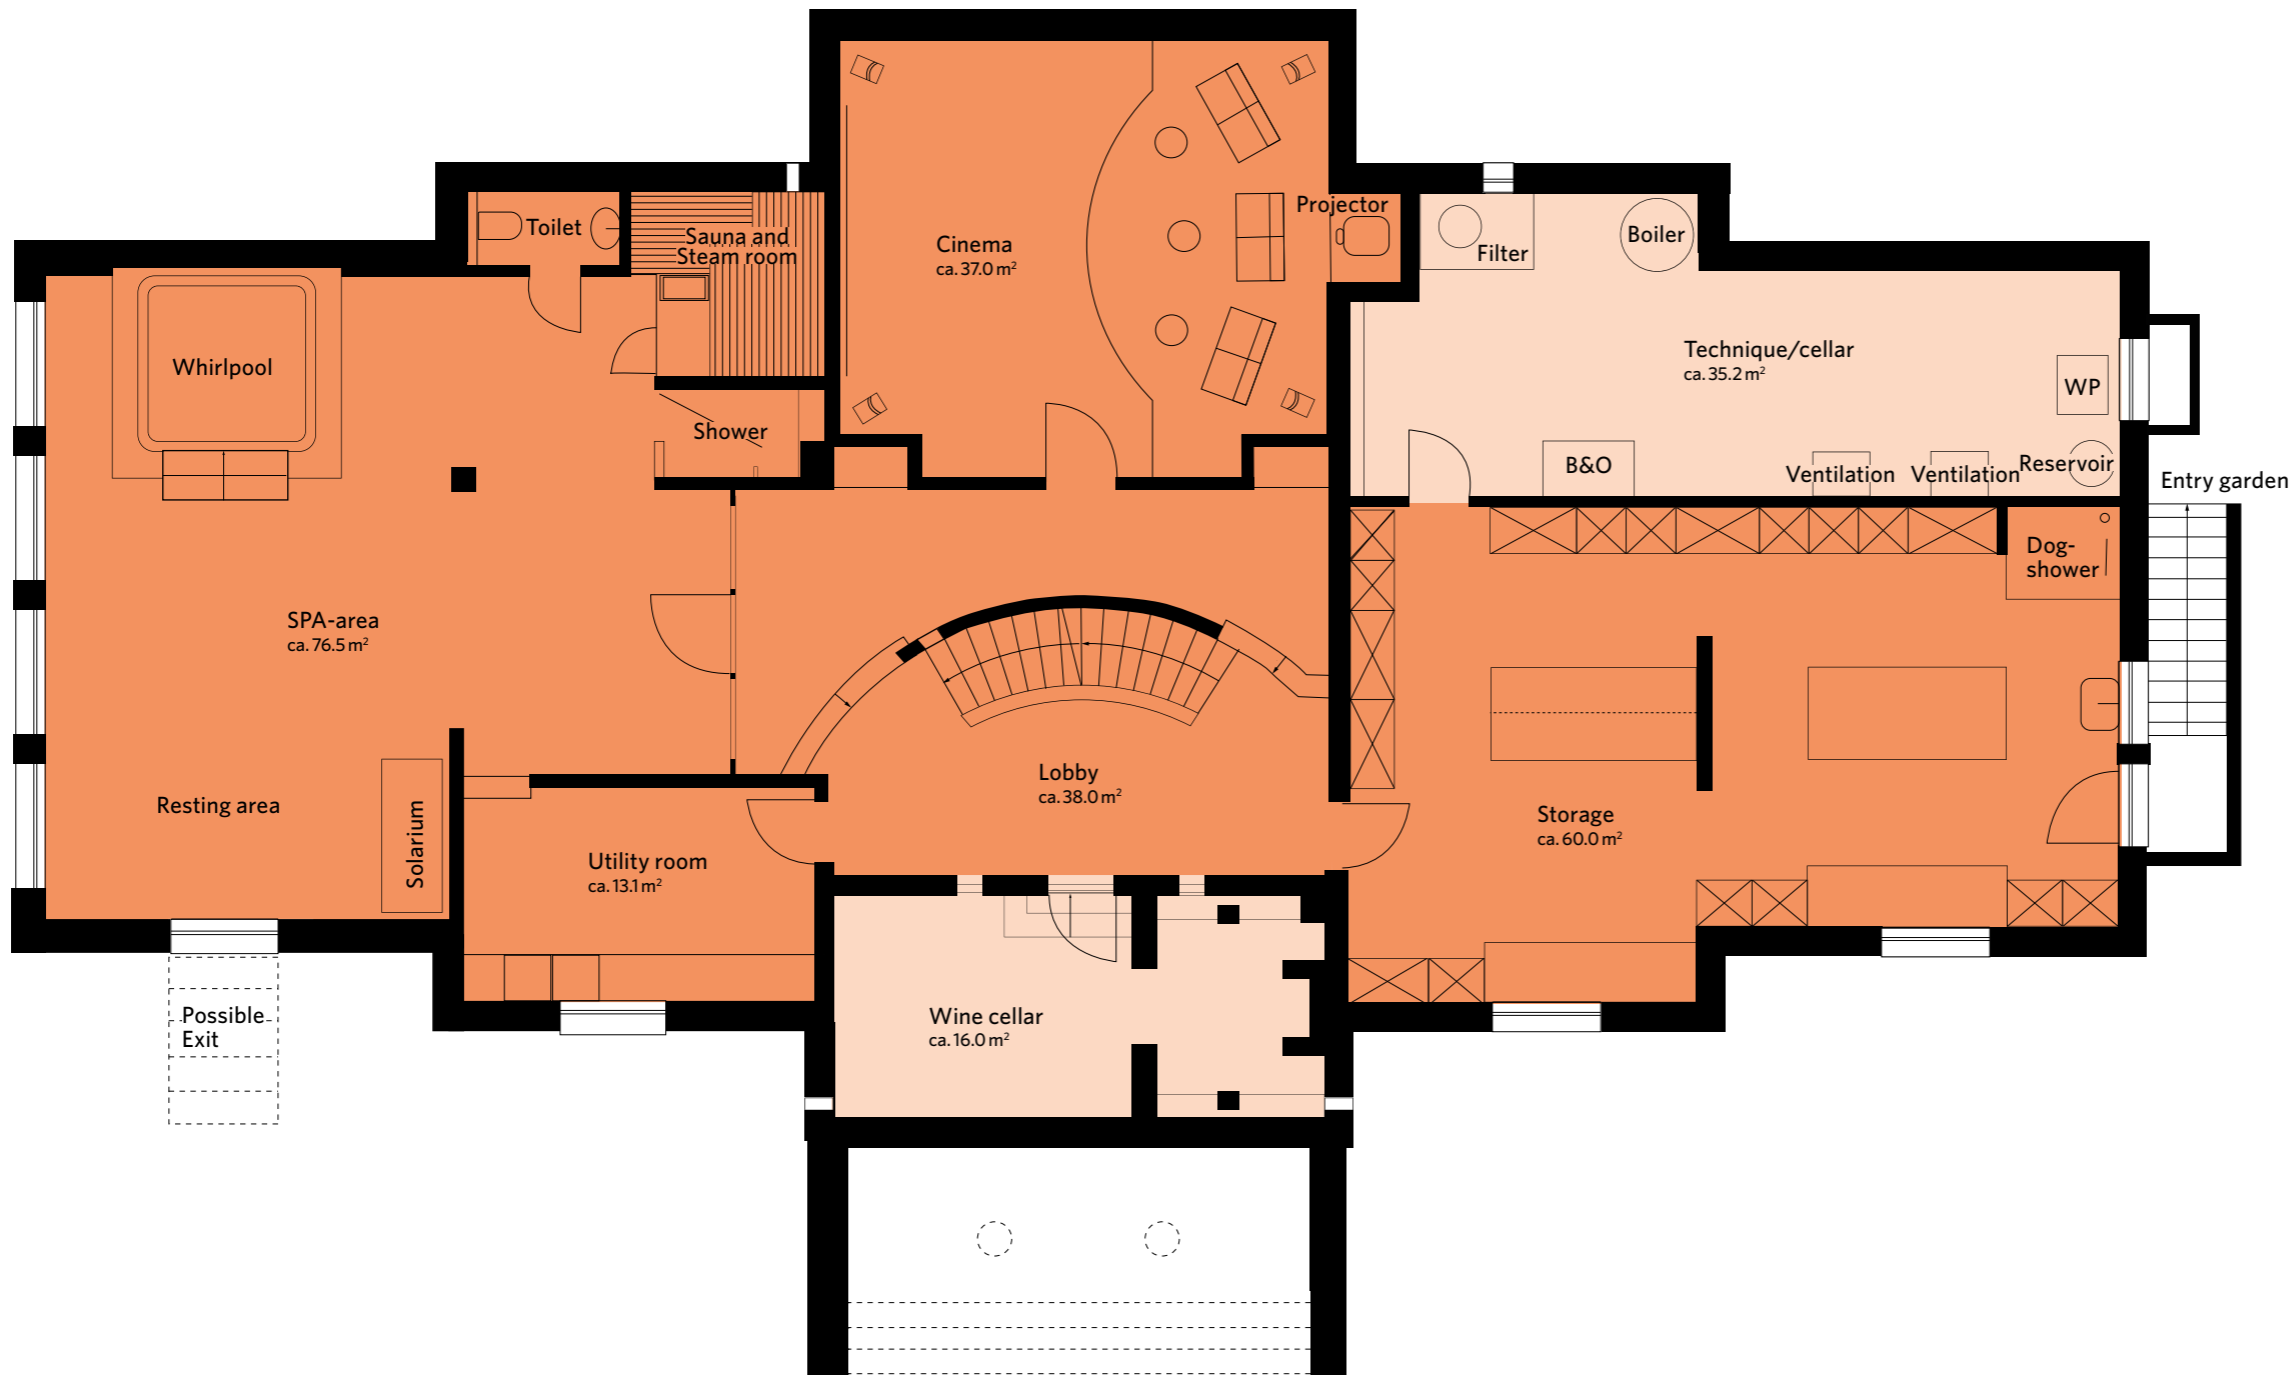 Toilet
Sauna and
Steam room
Cinema
ca. 37.0 m²
Projector
Filter
Boiler
Whirlpool
Technique/cellar
ca. 35.2 m²
WP
Shower
B&O
Ventilation
Ventilation
Reservoir
Entry garden
Dog-
shower
SPA-area
ca. 76.5 m²
Lobby
ca. 38.0 m²
Resting area
Solarium
Storage
ca. 60.0 m²
Utility room
ca. 13.1 m²
Possible
Exit
Wine cellar
ca. 16.0 m²